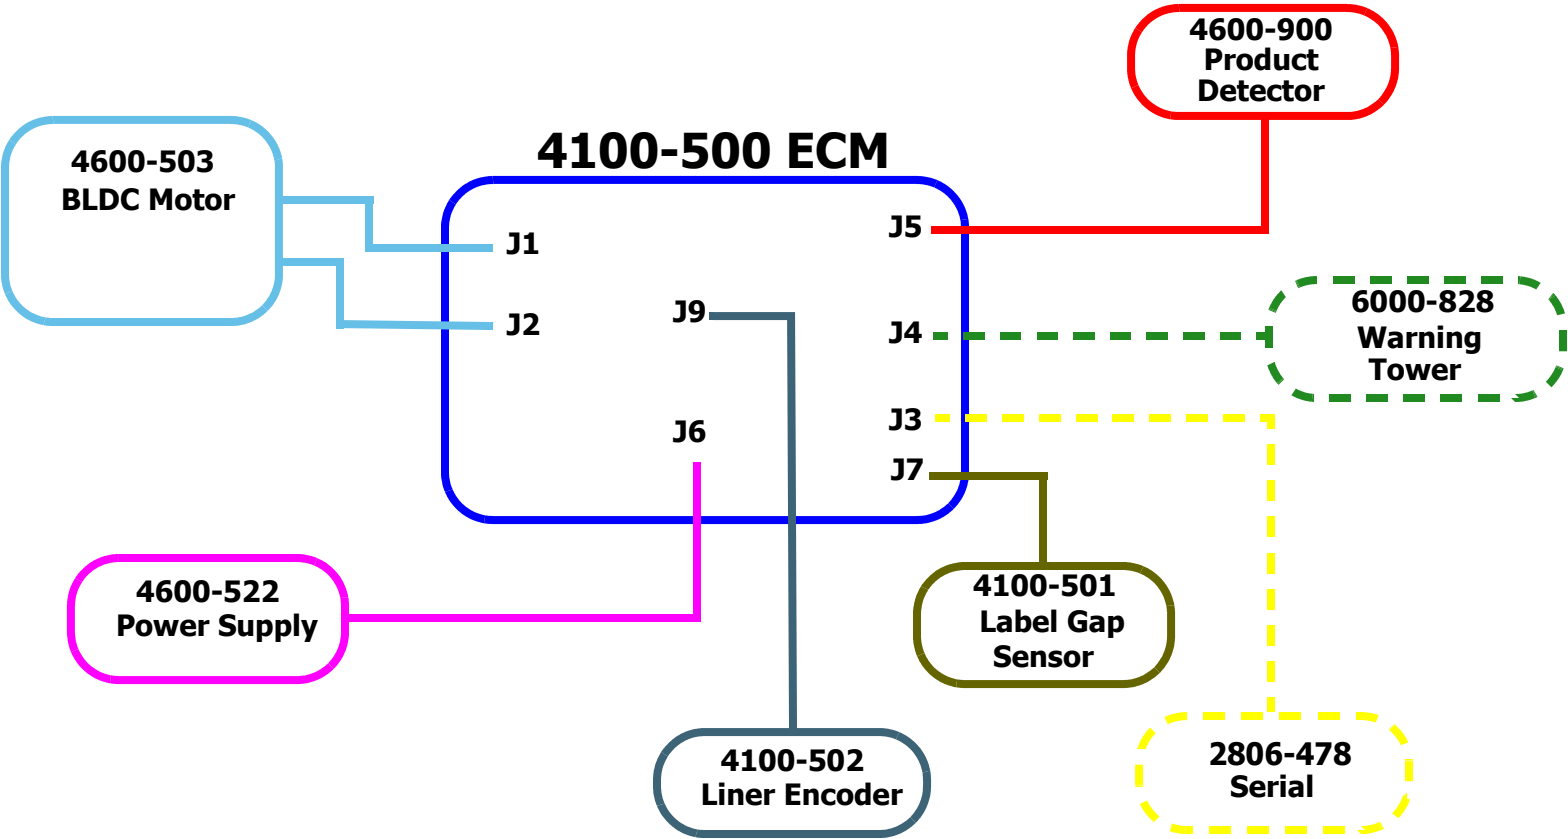 4600-900
Product
Detector
4100-500 ECM
4600-503
BLDC Motor
J1
J2
J9
J6
J5
J4
J3
J7
6000-828
Warning
Tower
4600-522
Power Supply
4100-501
Label Gap
Sensor
4100-502
Liner Encoder
2806-478
Serial